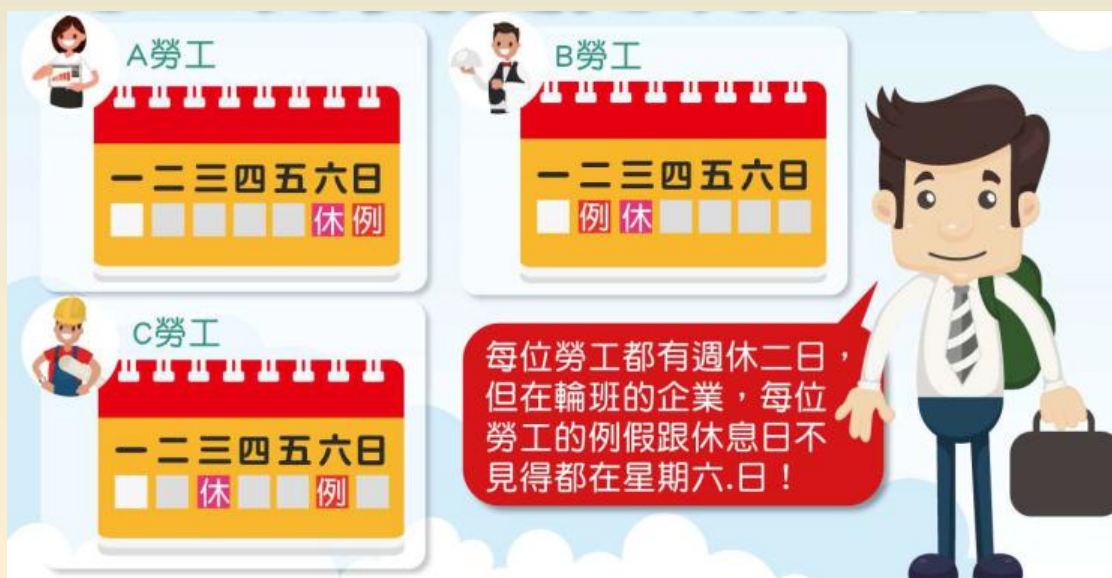 A勞工
一二三四五六日
休例
B勞工
一二三四五六日
例休
C勞工
一二三四五六日
休 例
每位勞工都有週休二日，
但在輪班的企業，每位
勞工的例假跟休息日不
見得都在星期六.日！